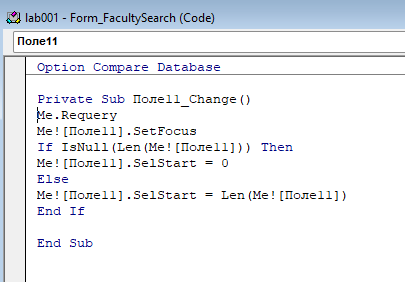 lab001 - Form_FacultySearch (Code)
Поле11
Option Compare Database
Private Sub Поле11_Change()
Me.Requery
Me![Поле11].SetFocus
If IsNull(Len(Me![Поле11])) Then
Me![Поле11].SelStart = 0
Else
Me![Поле11].SelStart = Len(Me![Поле11])
End If
End Sub